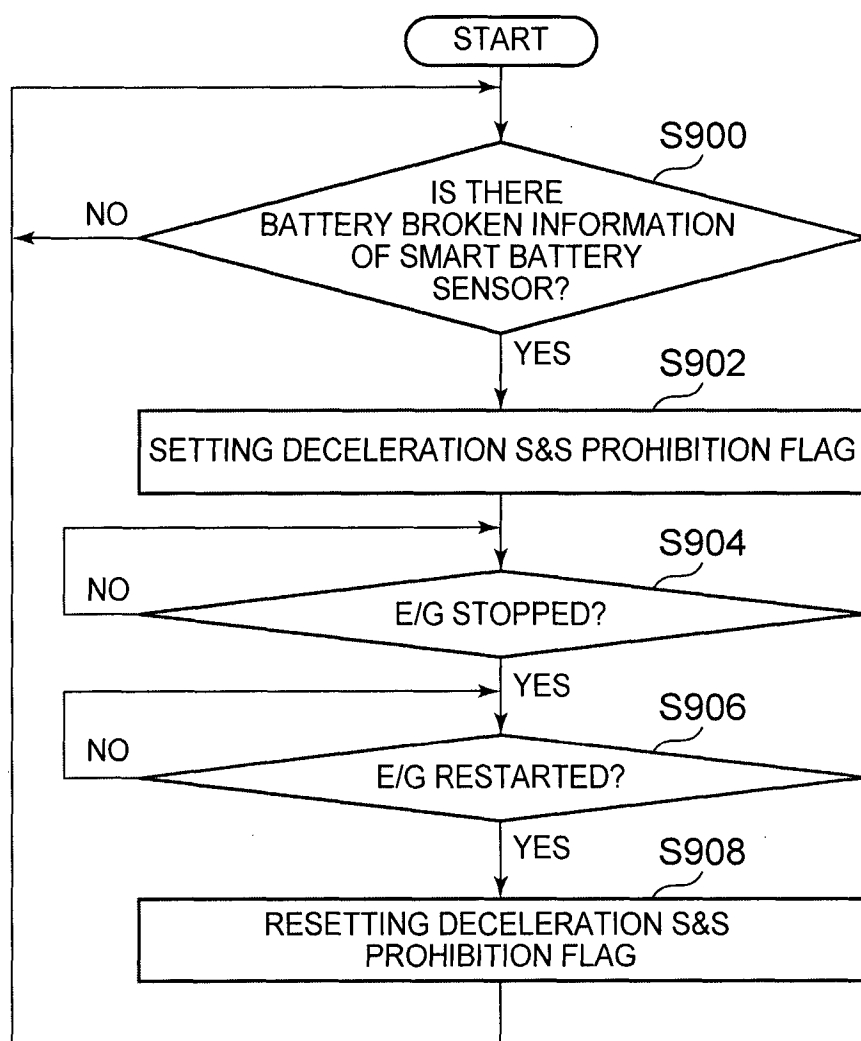 START
S900
IS THERE
BATTERY BROKEN INFORMATION
OF SMART BATTERY
SENSOR?
NO
YES
S902
SETTING DECELERATION S&S PROHIBITION FLAG
S904
NO
E/G STOPPED?
YES
S906
NO
E/G RESTARTED?
YES
S908
RESETTING DECELERATION S&S
PROHIBITION FLAG